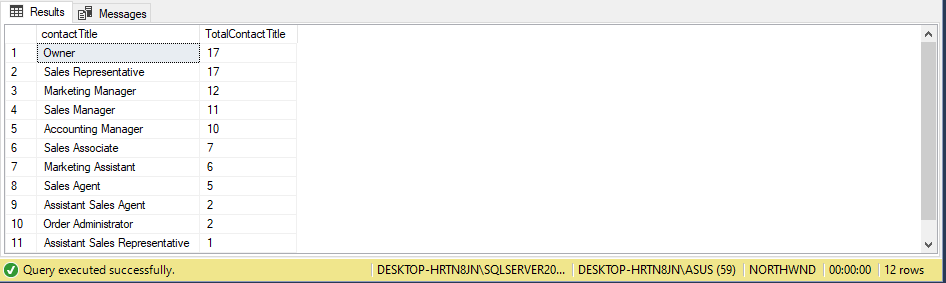 Results Messages
contactTitle TotalContactTitle
1 Owner 17
2 Sales Representative 17
3 Marketing Manager 12
4 Sales Manager 11
5 Accounting Manager 10
6 Sales Associate 7
7 Marketing Assistant 6
8 Sales Agent 5
9 Assistant Sales Agent 2
10 Order Administrator 2
11 Assistant Sales Representative 1
Query executed successfully. DESKTOP-HRTN8JN\SQLSERVER20... DESKTOP-HRTN8JN\ASUS (59) NORTHWND 00:00:00 12 rows